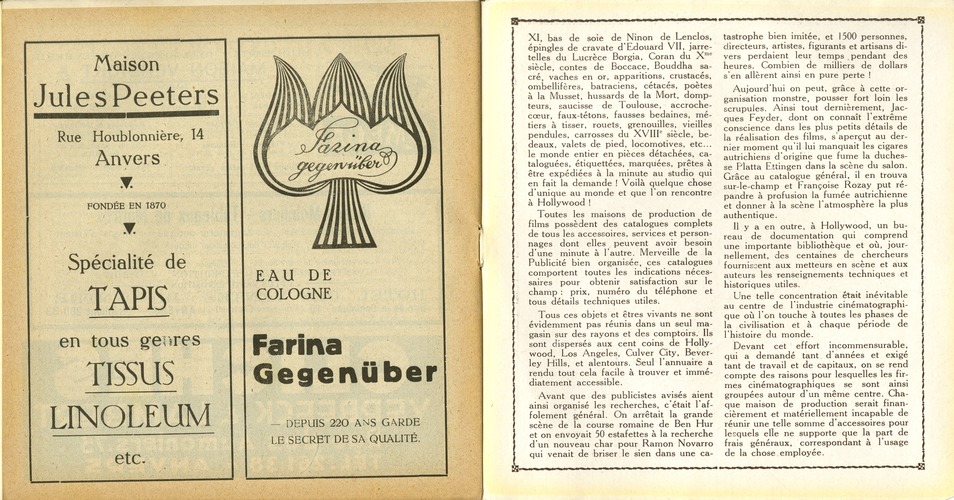 Maison
Jules Peeters
Rue Houblonnière, 14
Anvers
FONDÉE EN 1870
Spécialité de
TAPIS
en tous genres
TISSUS
LINOLEUM
etc.
Farina
gegenüber
EAU DE
COLOGNE
Farina
Gegenüber
— DEPUIS 220 ANS GARDE
LE SECRET DE SA QUALITÉ.
XI, bas de soie de Ninon de Lenclos,
épingles de cravate d'Edouard VII, jarre-
telles du Lucrèce Borgia, Coran du Xme
siècle, contes de Boccace, Bouddha sa-
cré, vaches en or, apparitions, crustacés,
ombellifères, batraciens, cétacés, poètes
à la Musset, hussards de la Mort, domp-
teurs, saucisse de Toulouse, accroche-
cœur, faux-tétons, fausses bedaines, mé-
tiers à tisser, rouets, grenouilles, vieilles
pendules, carrosses du XVIIIe siècle, be-
deaux, valets de pied, locomotives, etc...
le monde entier en pièces détachées, ca-
taloguées, étiquettées, marquées, prêtes à
être expédiées à la minute au studio qui
en fait la demande ! Voilà quelque chose
d'unique au monde et que l'on rencontre
à Hollywood !
Toutes les maisons de production de
films possèdent des catalogues complets
de tous les accessoires, services et person-
nages dont elles peuvent avoir besoin
d'une minute à l'autre. Merveille de la
Publicité bien organisée, ces catalogues
comportent toutes les indications néces-
saires pour obtenir satisfaction sur le
champ : prix, numéro du téléphone et
tous détails techniques utiles.
Tous ces objets et êtres vivants ne sont
évidemment pas réunis dans un seul ma-
gasin sur des rayons et des comptoirs. Ils
sont dispersés aux cent coins de Holly-
wood, Los Angeles, Culver City, Bever-
ley Hills, et alentours. Seul l'annuaire a
rendu tout cela facile à trouver et immé-
diatement accessible.
Avant que des publicistes avisés aient
ainsi organisé les recherches, c'était l'af-
folement général. On arrêtait la grande
scène de la course romaine de Ben Hur
et on envoyait 50 estafettes à la recherche
d'un nouveau char pour Ramon Novarro
qui venait de briser le sien dans une ca-
tastrophe bien imitée, et 1500 personnes,
directeurs, artistes, figurants et artisans di-
vers perdaient leur temps pendant des
heures. Combien de milliers de dollars
s'en allèrent ainsi en pure perte !
Aujourd'hui on peut, grâce à cette or-
ganisation monstre, pousser fort loin les
scrupules. Ainsi tout dernièrement, Jac-
ques Feyder, dont on connaît l'extrême
conscience dans les plus petits détails de
la réalisation des films, s'aperçut au der-
nier moment qu'il lui manquait les cigares
autrichiens d'origine que fume la duches-
se Platta Ettingen dans la scène du salon.
Grâce au catalogue général, il en trouva
sur-le-champ et Françoise Rozay put ré-
pandre à profusion la fumée autrichienne
et donner à la scène l'atmosphère la plus
authentique.
Il y a en outre, à Hollywood, un bu-
reau de documentation qui comprend
une importante bibliothèque et où, jour-
nellement, des centaines de chercheurs
fournissent aux metteurs en scène et aux
auteurs les renseignements techniques et
historiques utiles.
Une telle concentration était inévitable
au centre de l'industrie cinématographi-
que où l'on touche à toutes les phases de
la civilisation et à chaque période de
l'histoire du monde.
Devant cet effort incommensurable,
qui a demandé tant d'années et exigé
tant de travail et de capitaux, on se rend
compte des raisons pour lesquelles les fir-
mes cinématographiques se sont ainsi
groupées autour d'un même centre. Cha-
que maison de production serait finan-
cièrement et matériellement incapable de
réunir une telle somme d'accessoires pour
lesquels elle ne supporte que la part de
frais généraux, correspondant à l'usage
de la chose employée.